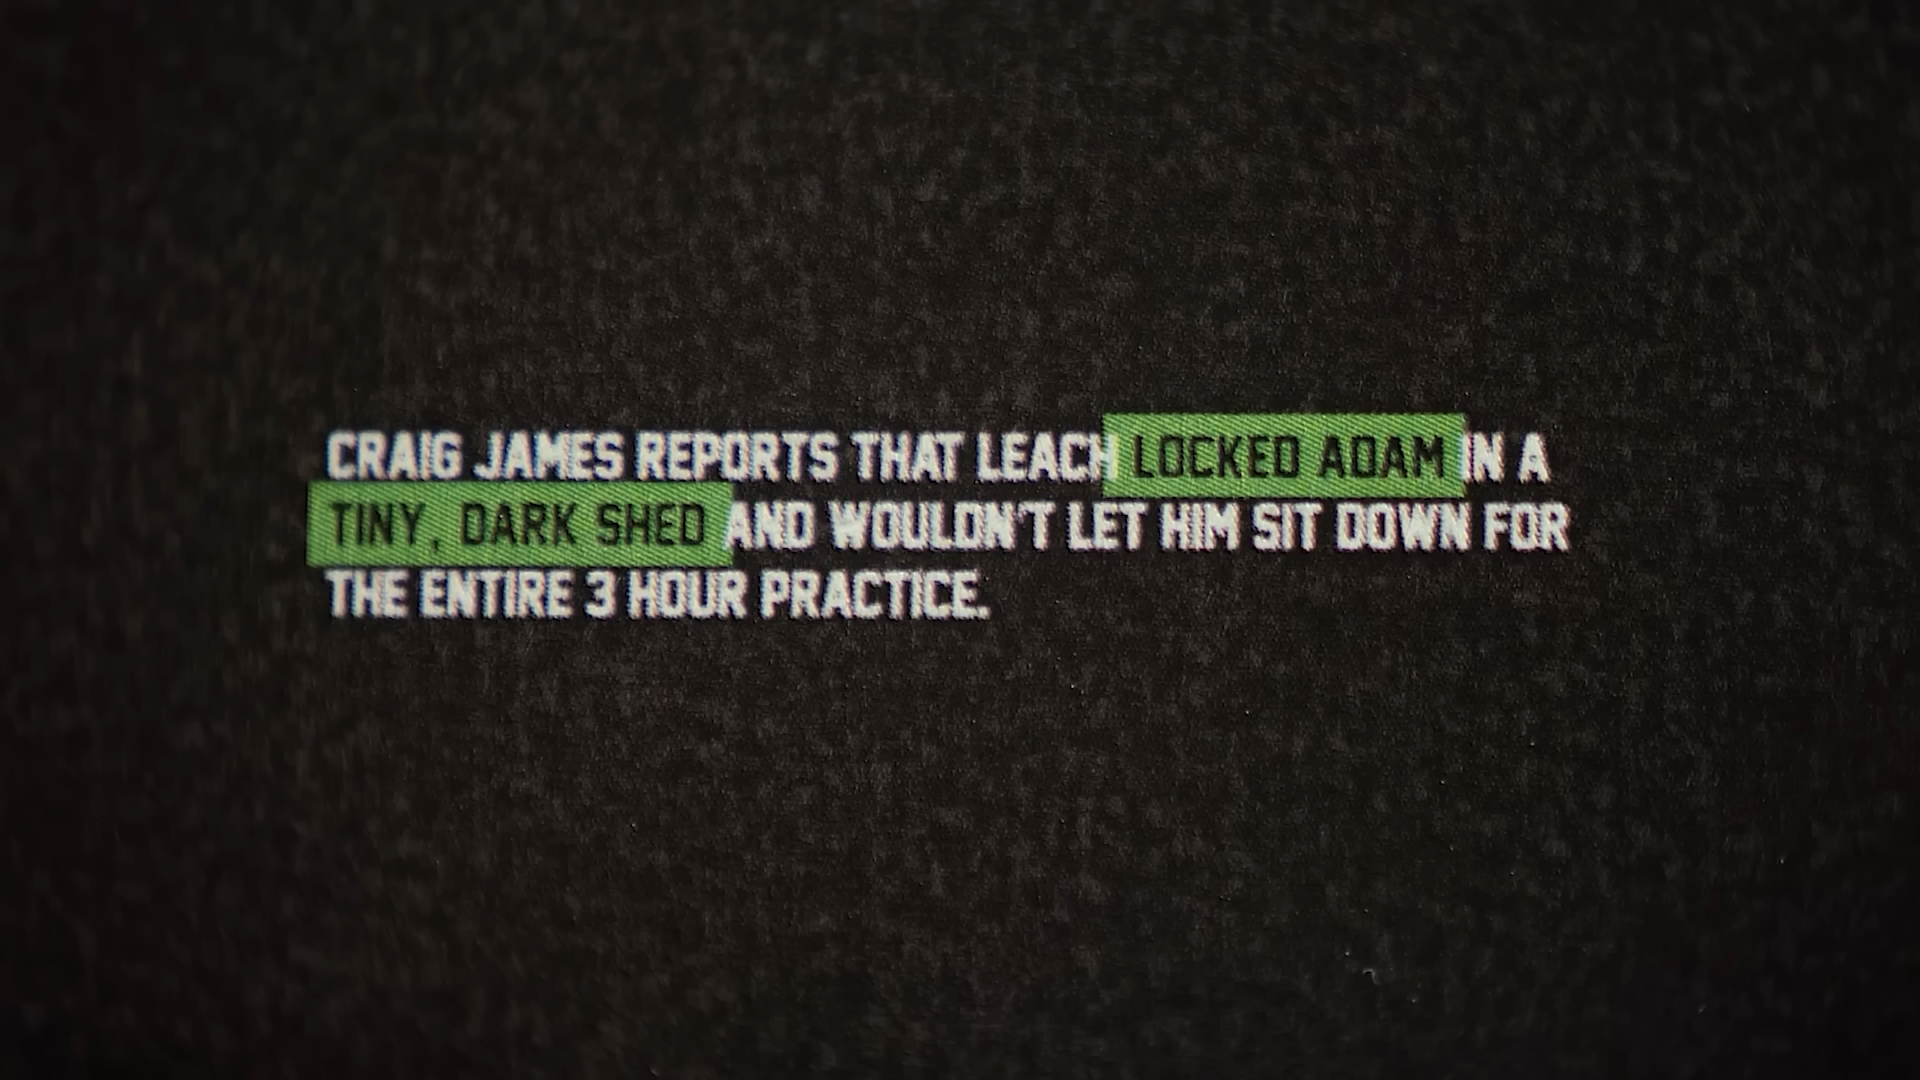 CRAIG JAMES REPORTS THAT LEACH LOCKED ADAM IN A
TINY, DARK SHED AND WOULDN'T LET HIM SIT DOWN FOR
THE ENTIRE 3 HOUR PRACTICE.